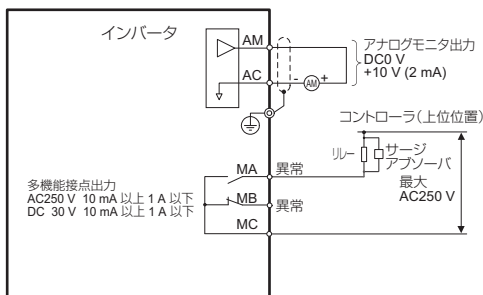 インバータ
AM
AC
- AM +
アナログモニタ出力
DC0 V
+10 V (2 mA)
コントローラ(上位位置)
リレー
サージ
アブソーバ
最大
AC250 V
多機能接点出力
AC250 V 10 mA 以上 1 A 以下
DC 30 V 10 mA 以上 1 A 以下
MA
異常
MB
異常
MC